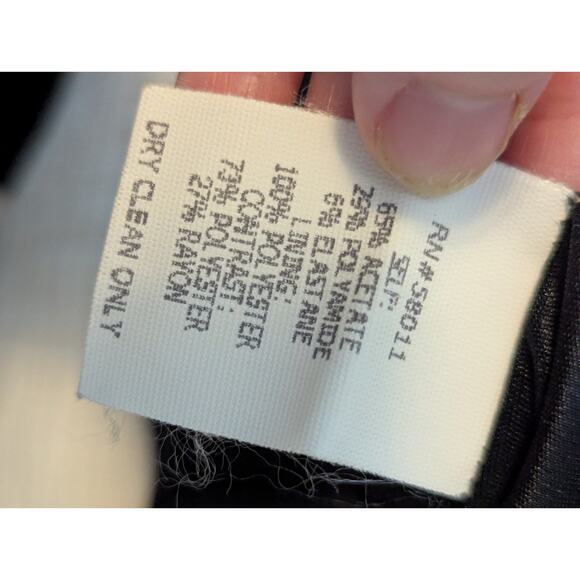 RN#58011
SELF:
65% ACETATE
29% POLYAMIDE
6% ELASTANE
LINING:
100% POLYESTER
CONTRAST:
73% POLYESTER
27% RAYON
DRY CLEAN ONLY